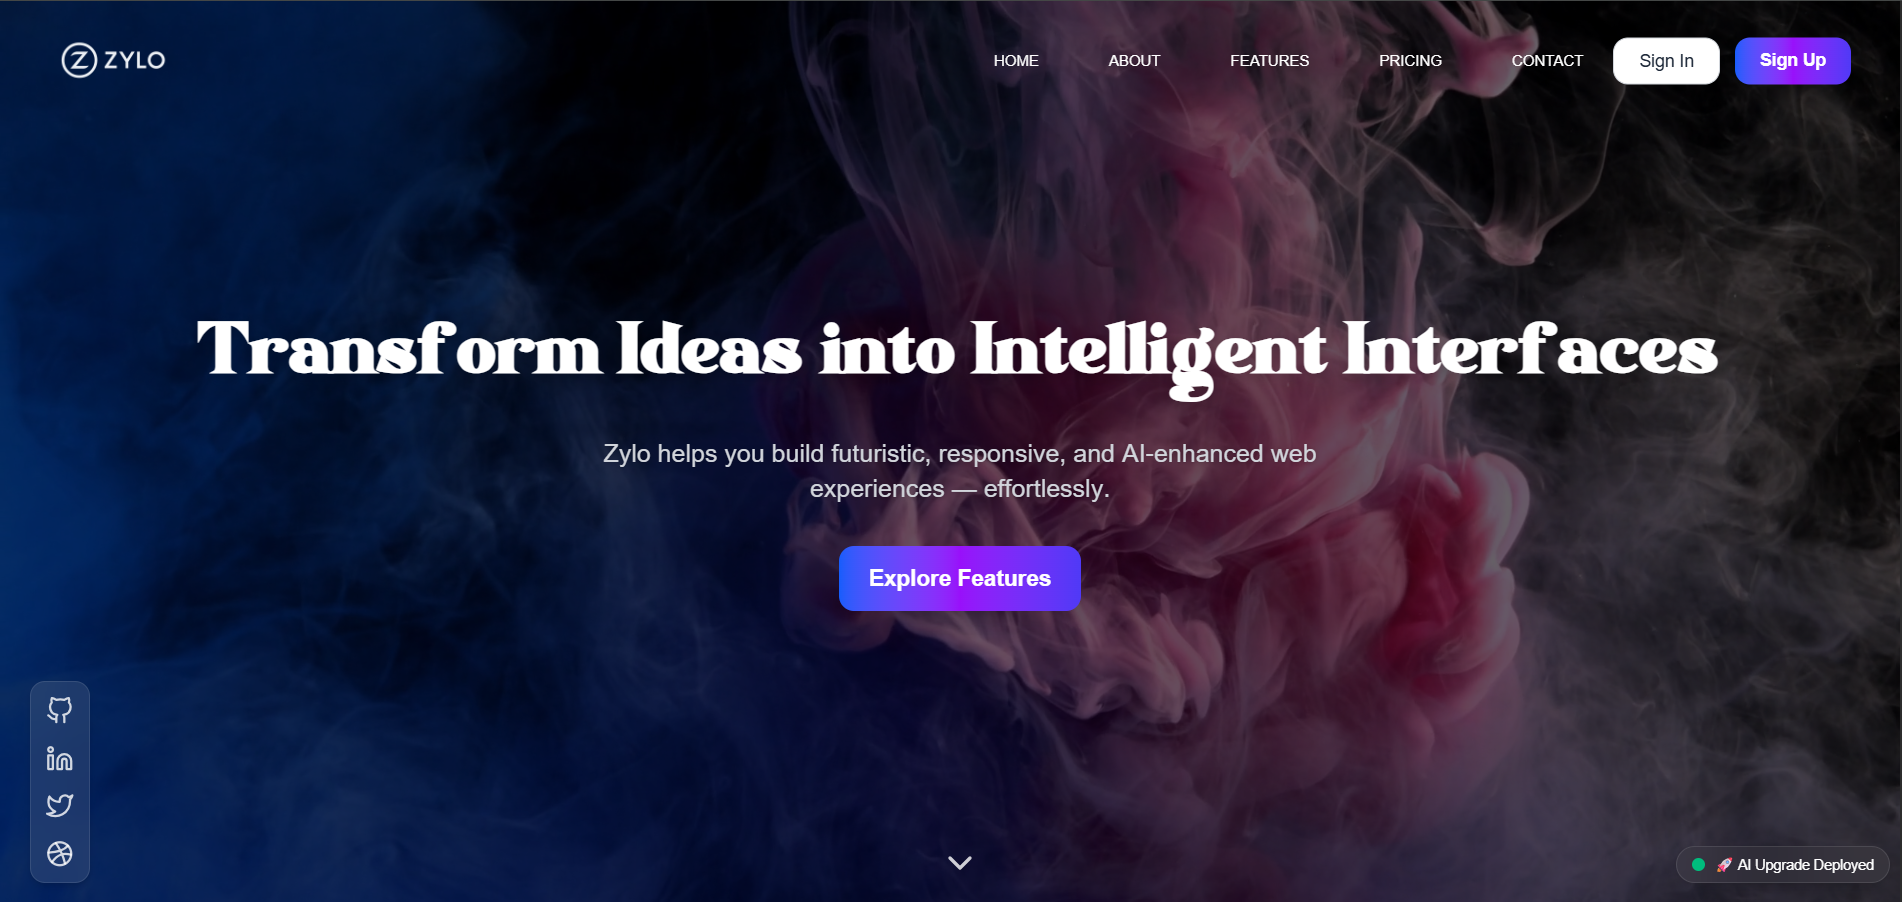 ZYLO
HOME
ABOUT
FEATURES
PRICING
CONTACT
Sign In
Sign Up
Transform Ideas into Intelligent Interfaces
Zylo helps you build futuristic, responsive, and AI-enhanced web
experiences — effortlessly.
Explore Features
🚀 AI Upgrade Deployed